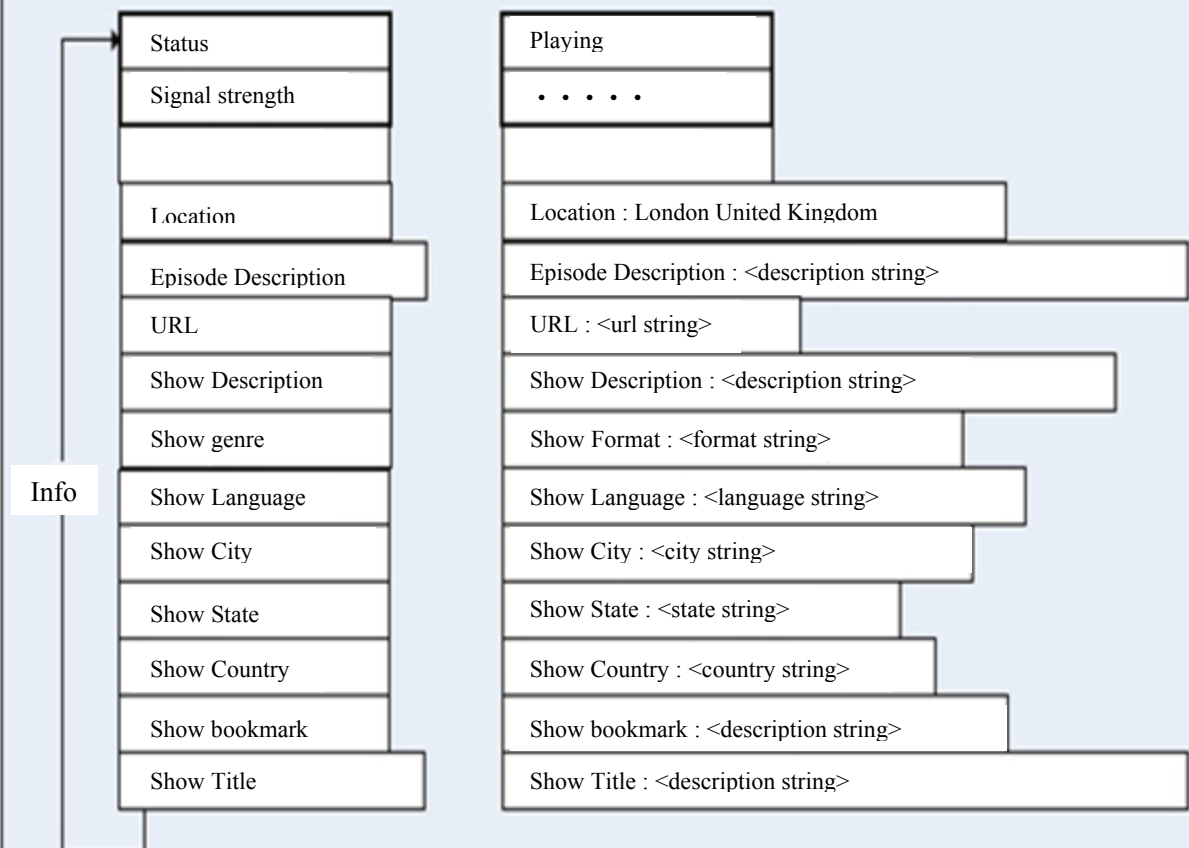 Status Playing
Signal strength • • • • •
Location Location : London United Kingdom
Episode Description Episode Description : <description string>
URL URL : <url string>
Show Description Show Description : <description string>
Show genre Show Format : <format string>
Info
Show Language Show Language : <language string>
Show City Show City : <city string>
Show State Show State : <state string>
Show Country Show Country : <country string>
Show bookmark Show bookmark : <description string>
Show Title Show Title : <description string>